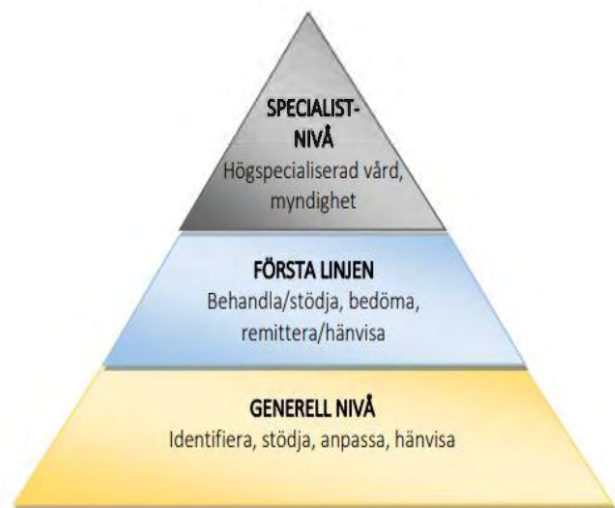 SPECIALIST-
NIVÅ
Högspecialiserad vård,
myndighet
FÖRSTA LINJEN
Behandla/stödja, bedöma,
remittera/hänvisa
GENERELL NIVÅ
Identifiera, stödja, anpassa, hänvisa